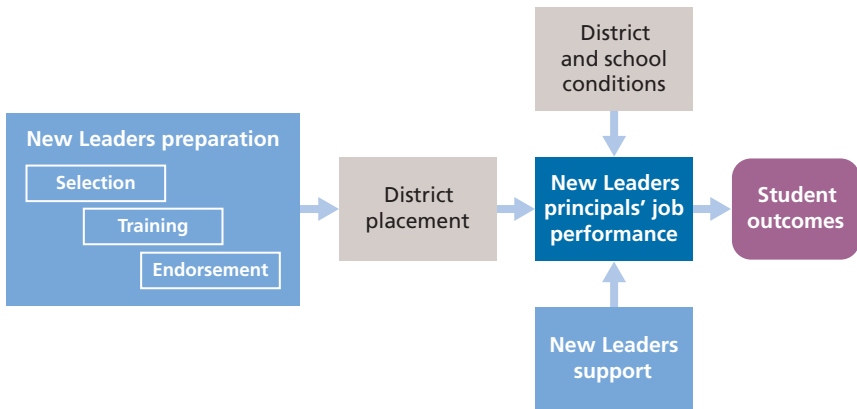 District
and school
conditions
New Leaders preparation
Selection
Training
Endorsement
District
placement
New Leaders
principals’ job
performance
Student
outcomes
New Leaders
support